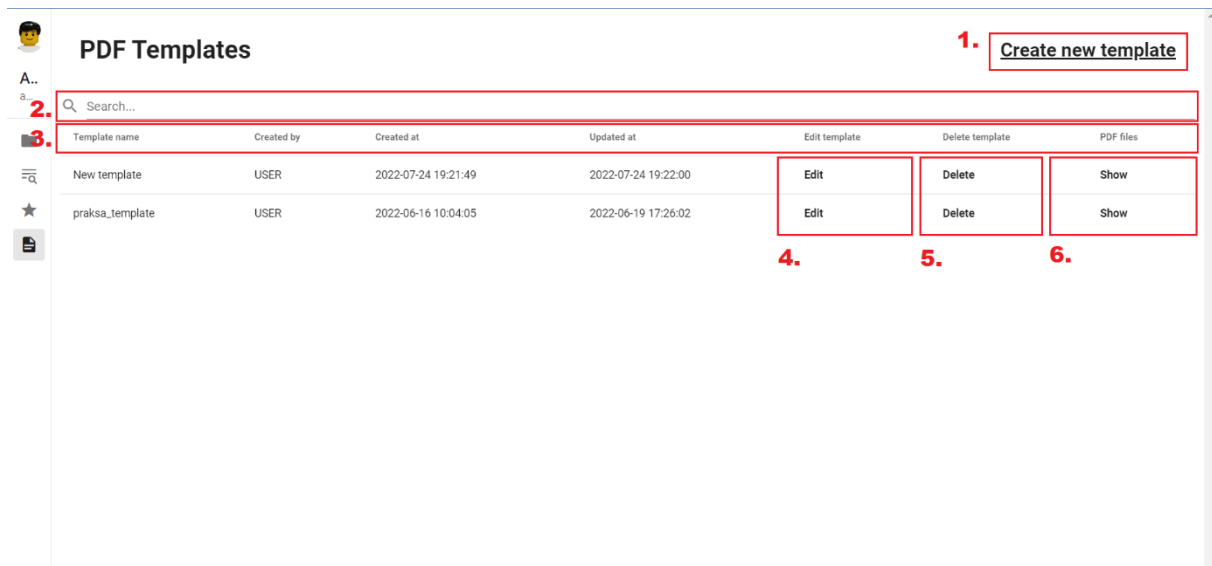 PDF Templates
1.
Create new template
A..
a...
2.
Search...
3.
Template name Created by Created at Updated at Edit template Delete template PDF files
New template USER 2022-07-24 19:21:49 2022-07-24 19:22:00 Edit Delete Show
praksa_template USER 2022-06-16 10:04:05 2022-06-19 17:26:02 Edit Delete Show
4.
5.
6.